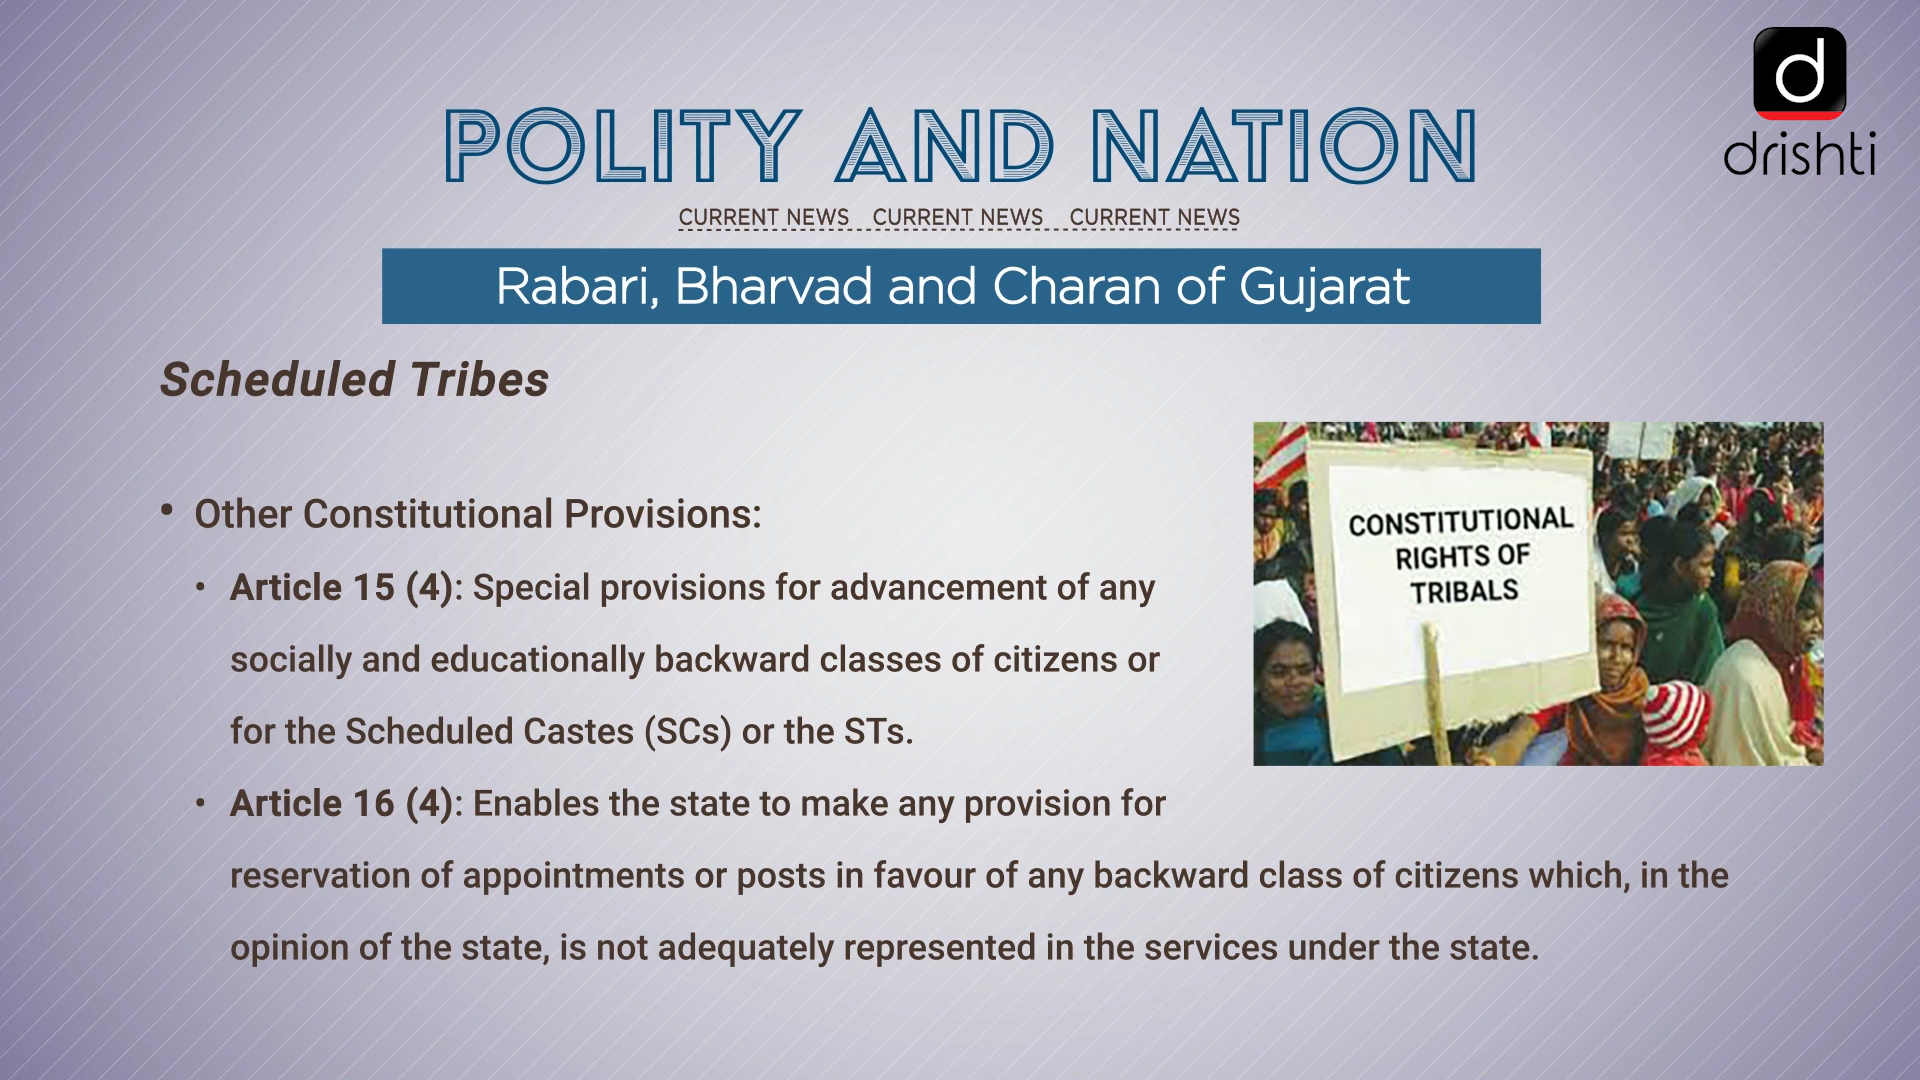 d
drishti
POLITY AND NATION
CURRENT NEWS CURRENT NEWS CURRENT NEWS
Rabari, Bharvad and Charan of Gujarat
Scheduled Tribes
• Other Constitutional Provisions:
• Article 15 (4): Special provisions for advancement of any
socially and educationally backward classes of citizens or
for the Scheduled Castes (SCs) or the STs.
• Article 16 (4): Enables the state to make any provision for
reservation of appointments or posts in favour of any backward class of citizens which, in the
opinion of the state, is not adequately represented in the services under the state.
CONSTITUTIONAL
RIGHTS OF
TRIBALS